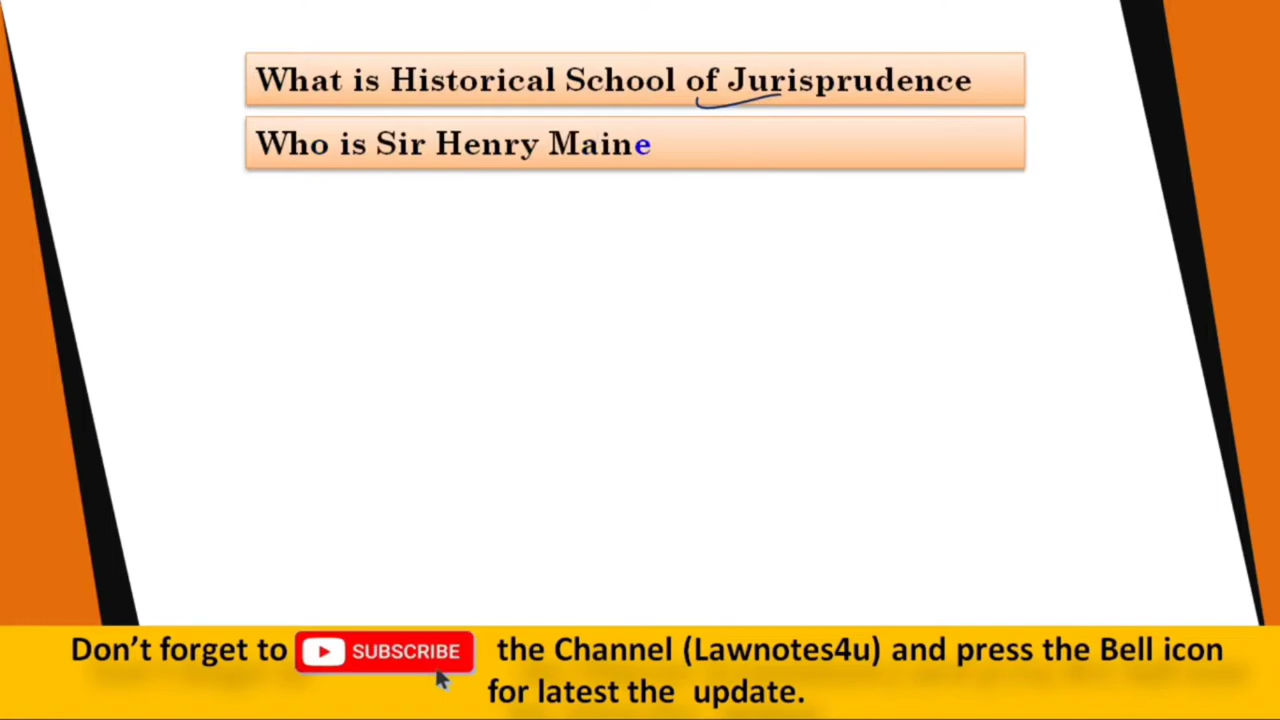 What is Historical School of Jurisprudence
Who is Sir Henry Maine
Don't forget to SUBSCRIBE the Channel (Lawnotes4u) and press the Bell icon
for latest the update.